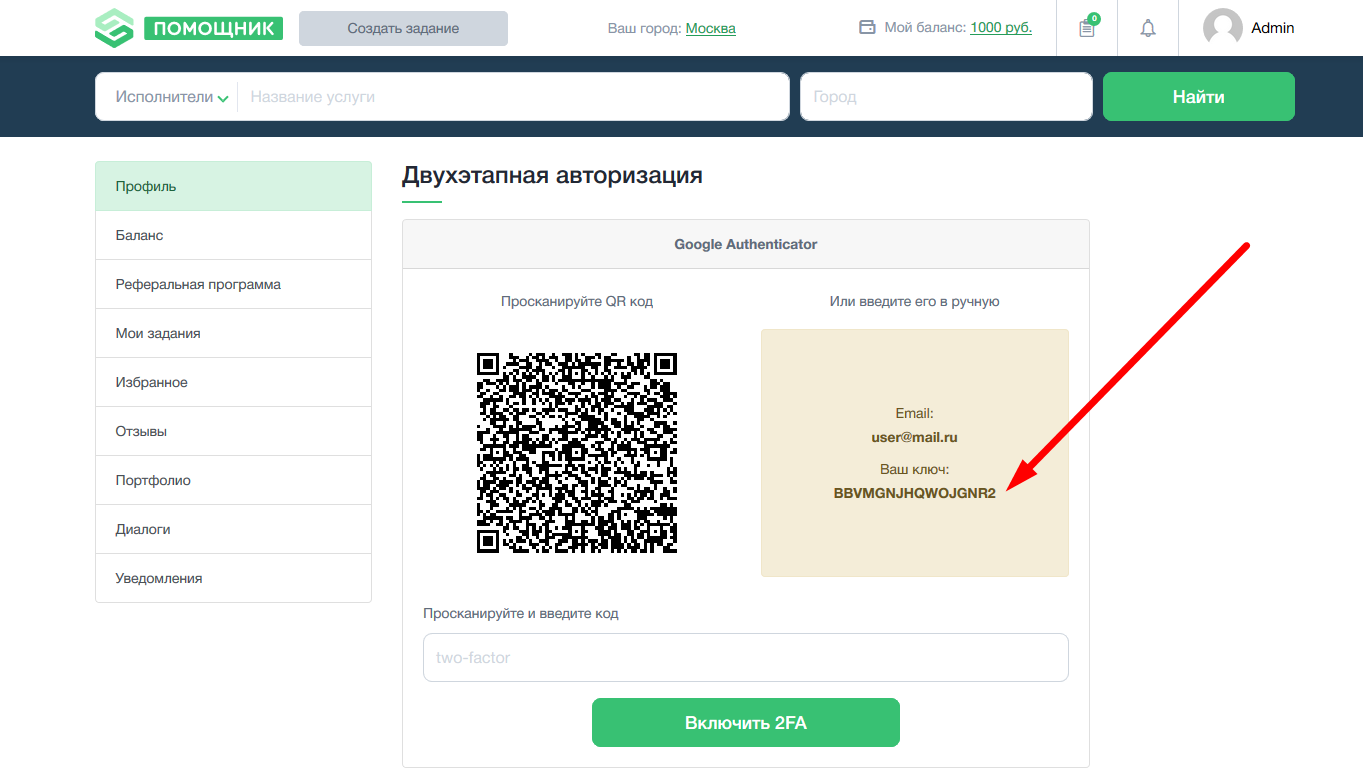 ПОМОЩНИК
Создать задание
Ваш город: Москва
Мой баланс: 1000 руб.
0
Admin
Исполнители
Название услуги
Город
Найти
Профиль
Баланс
Реферальная программа
Мои задания
Избранное
Отзывы
Портфолио
Диалоги
Уведомления
Двухэтапная авторизация
Google Authenticator
Просканируйте QR код
Или введите его в ручную
Email:
user@mail.ru
Ваш ключ:
BBVMGNJHQWOJGNR2
Просканируйте и введите код
two-factor
Включить 2FA